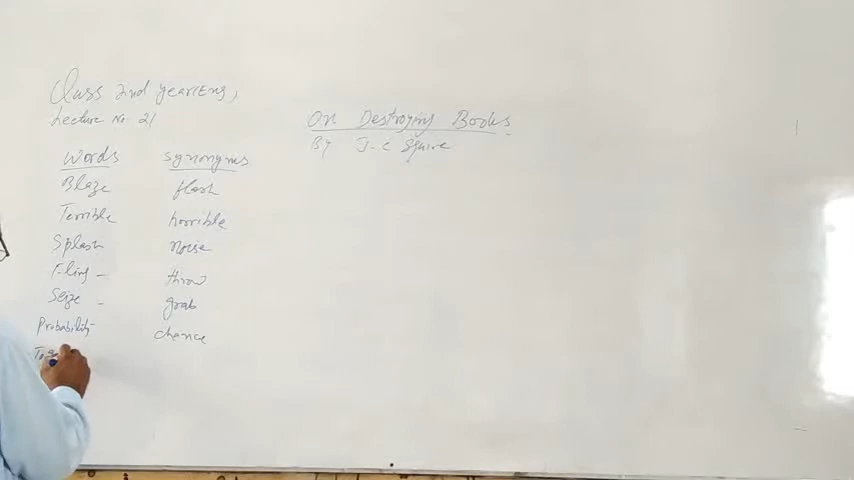 Class 2nd year (Eng)
Lecture No 21
On Destroying Books
By J-C Squire
Words Synonyms
Blaze flash
Terrible horrible
Splash noise
Fling - throw
Seize - grab
Probability chance